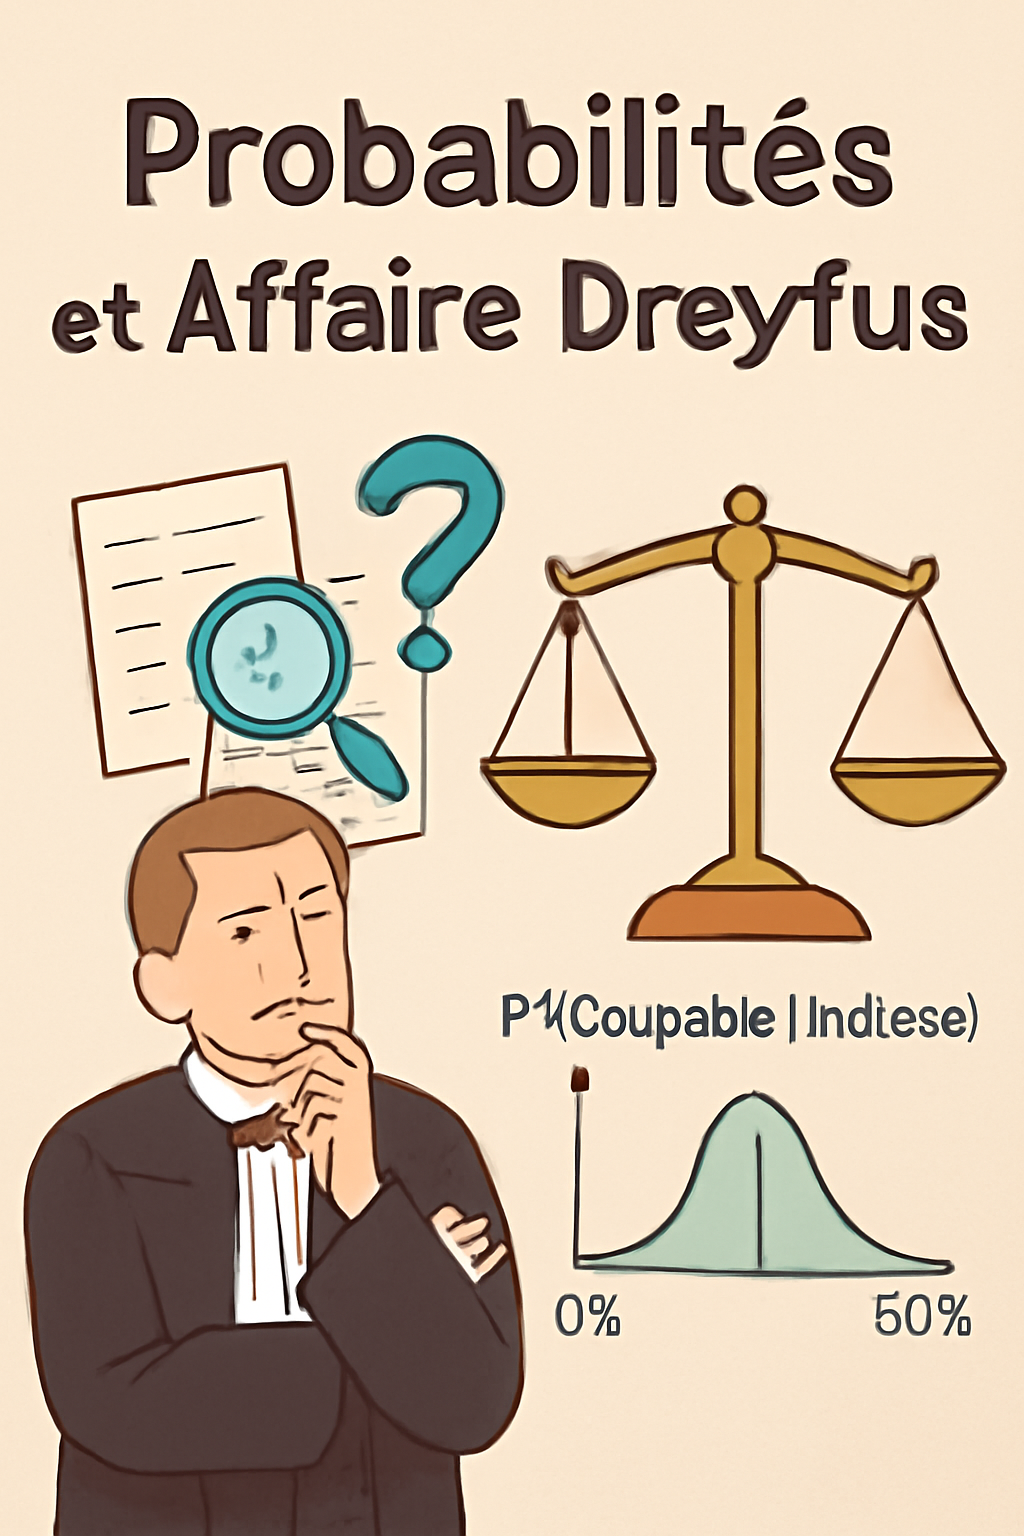 Probabilités
et Affaire Dreyfus
(Coupable | Indtese)
0%
50%